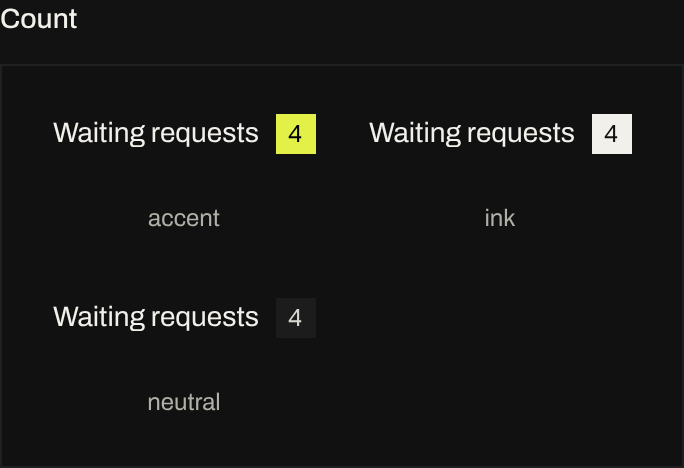 Count
Waiting requests 4
Waiting requests 4
accent
ink
Waiting requests 4
neutral